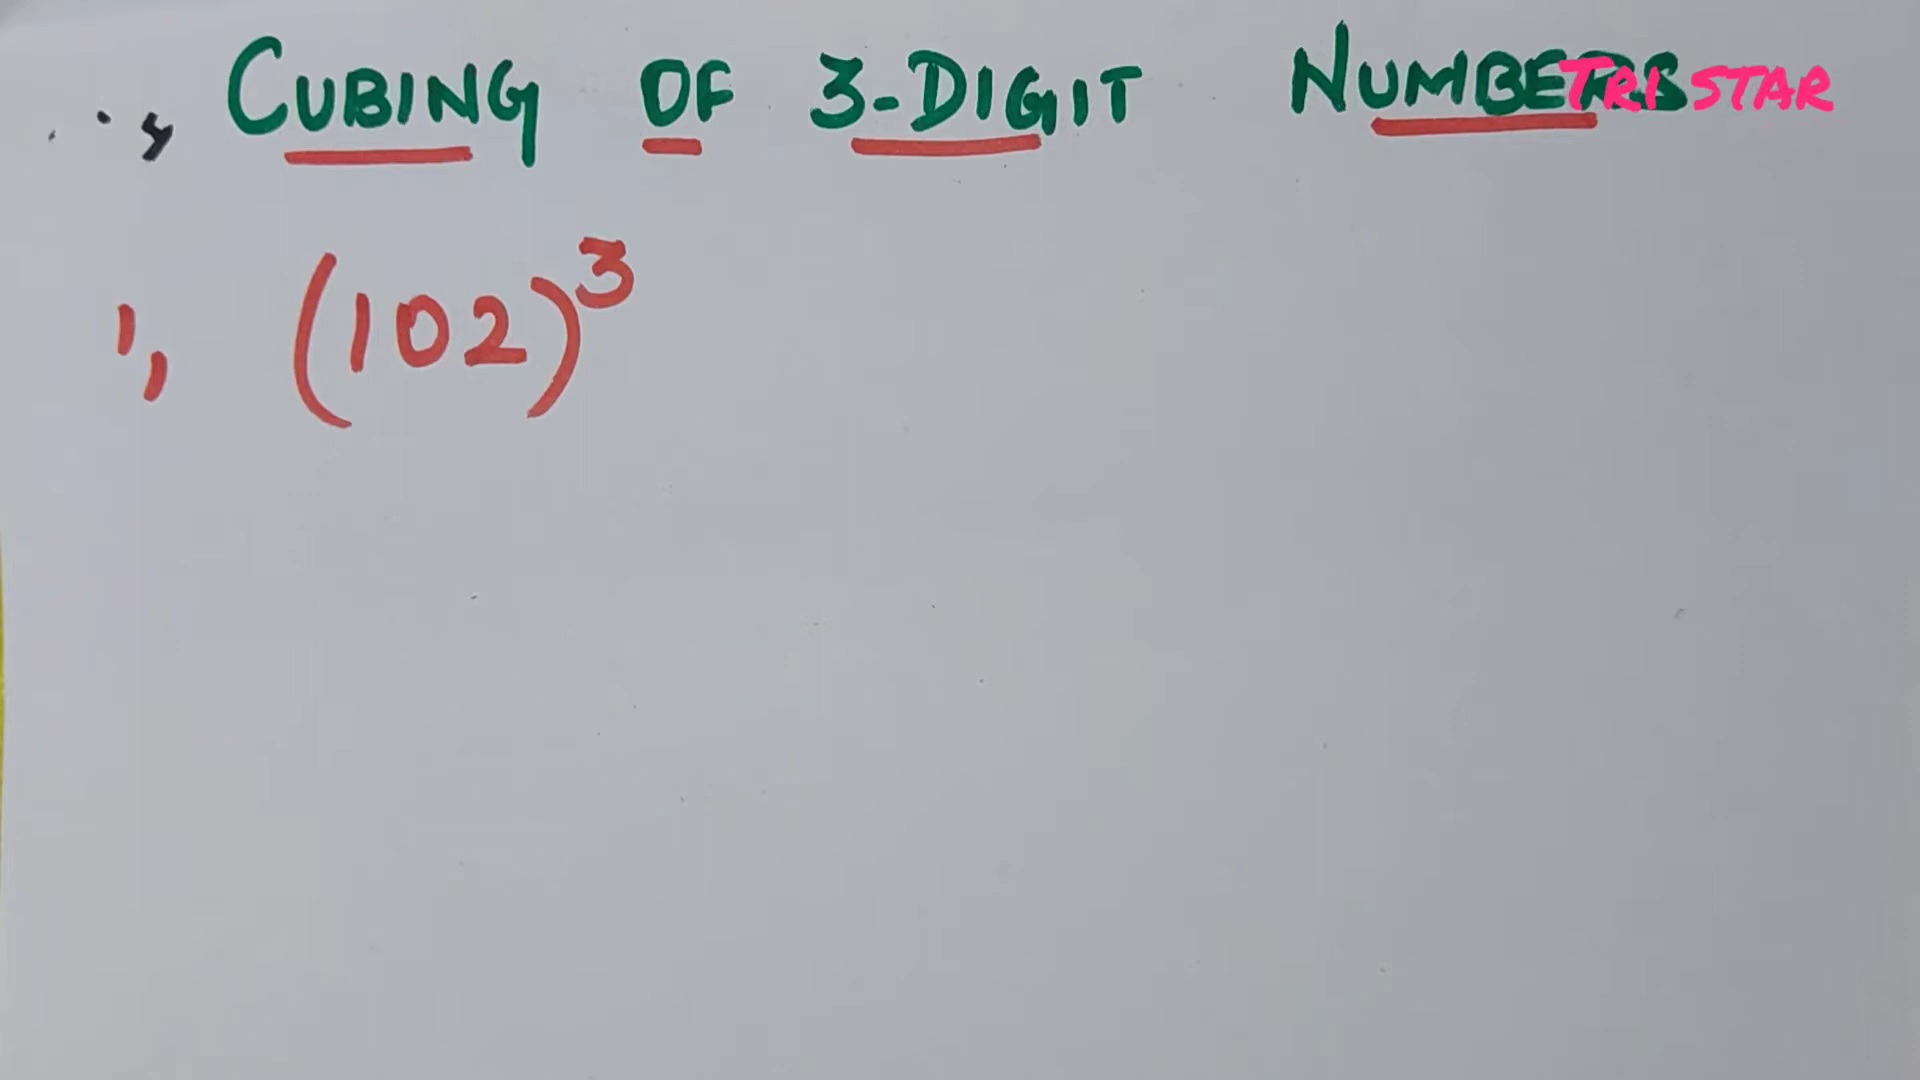 CUBING OF 3-DIGIT NUMBERS
TRI STAR
1, (102)³